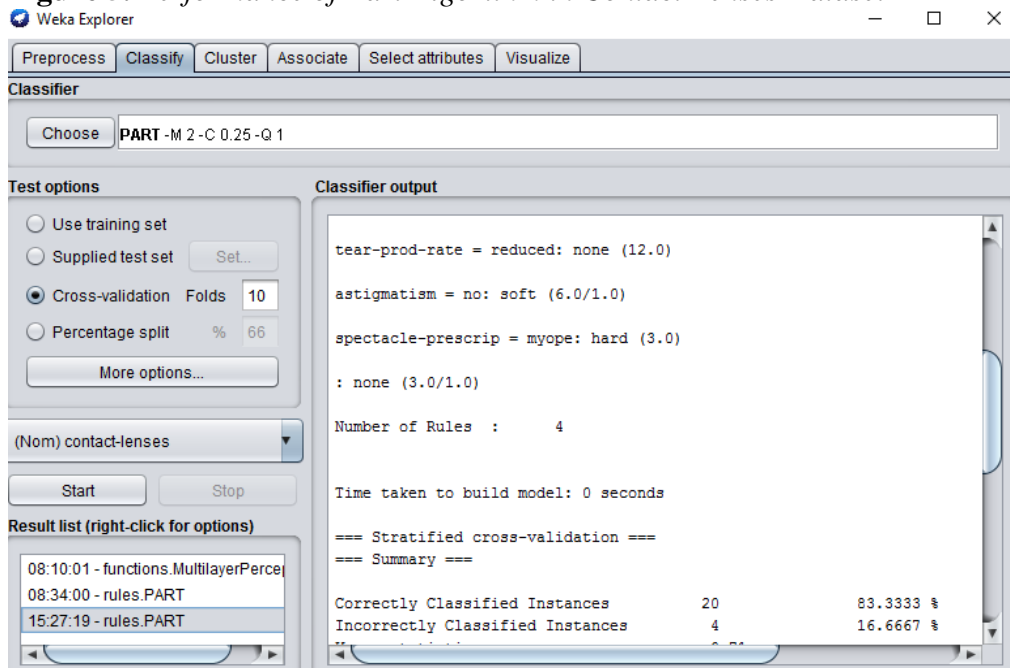 Weka Explorer
Preprocess Classify Cluster Associate Select attributes Visualize
Classifier
Choose PART -M 2 -C 0.25 -Q 1
Test options
Use training set
Supplied test set Set...
Cross-validation Folds 10
Percentage split % 66
More options...
(Nom) contact-lenses
Start Stop
Result list (right-click for options)
08:10:01 - functions.MultilayerPercep
08:34:00 - rules.PART
15:27:19 - rules.PART
Classifier output
tear-prod-rate = reduced: none (12.0)
astigmatism = no: soft (6.0/1.0)
spectacle-prescrip = myope: hard (3.0)
: none (3.0/1.0)
Number of Rules : 4
Time taken to build model: 0 seconds
=== Stratified cross-validation ===
=== Summary ===
Correctly Classified Instances 20 83.3333 %
Incorrectly Classified Instances 4 16.6667 %